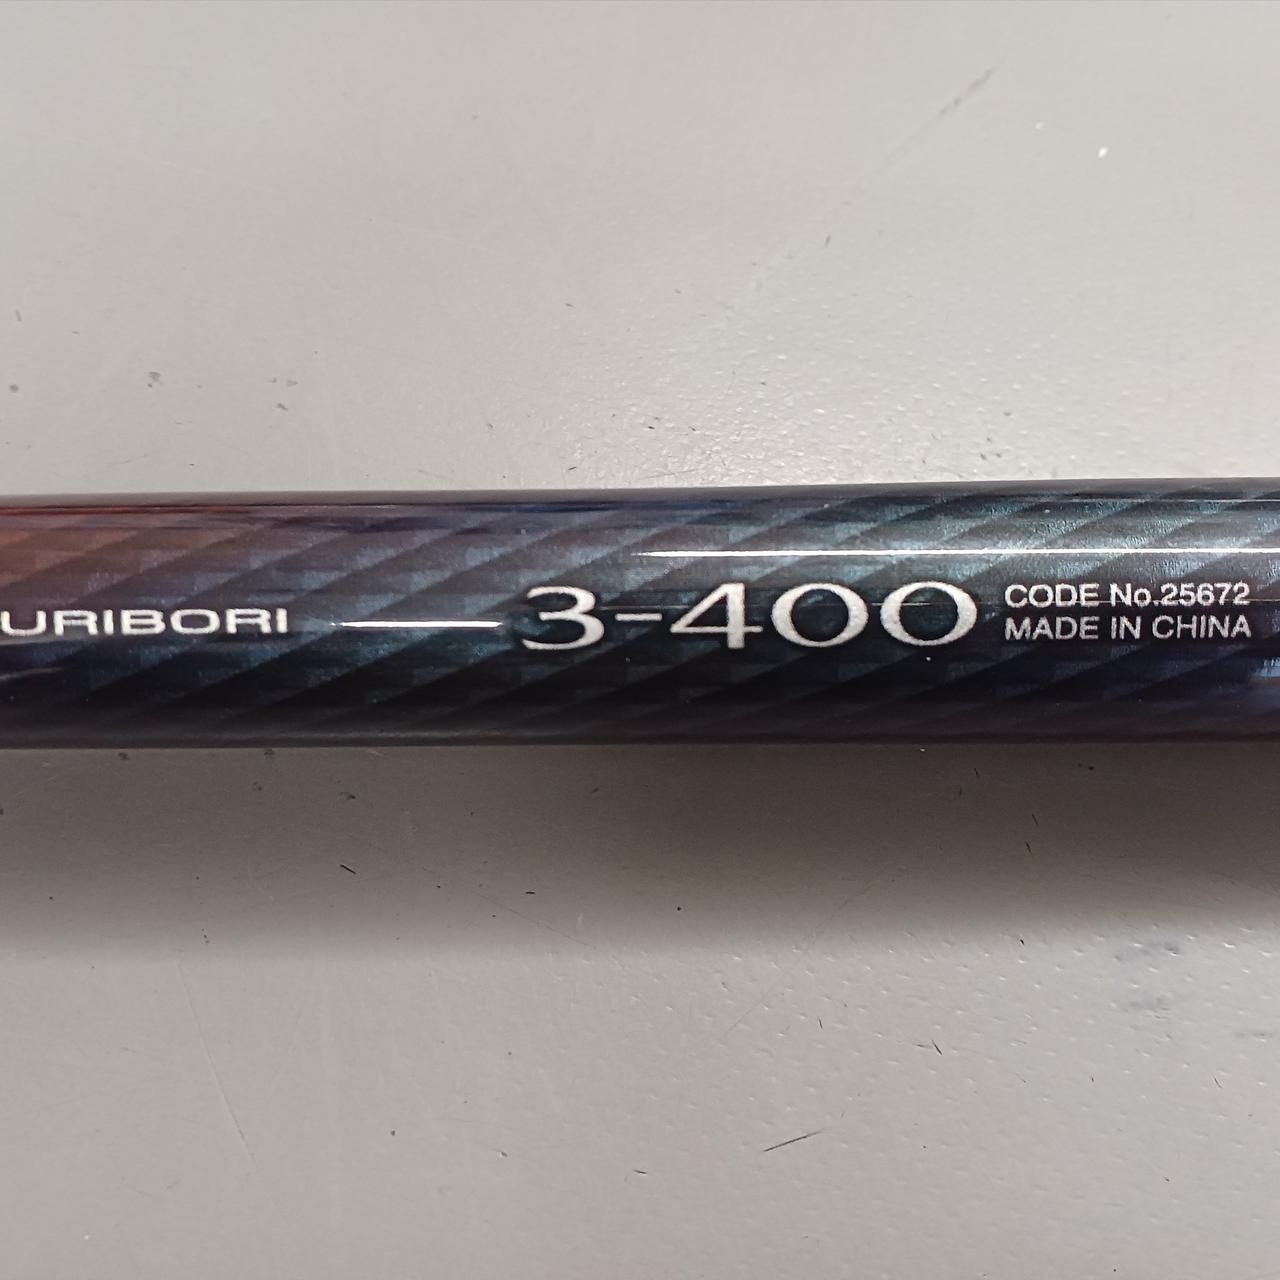 URIBORI 3-400 CODE No.25672
MADE IN CHINA